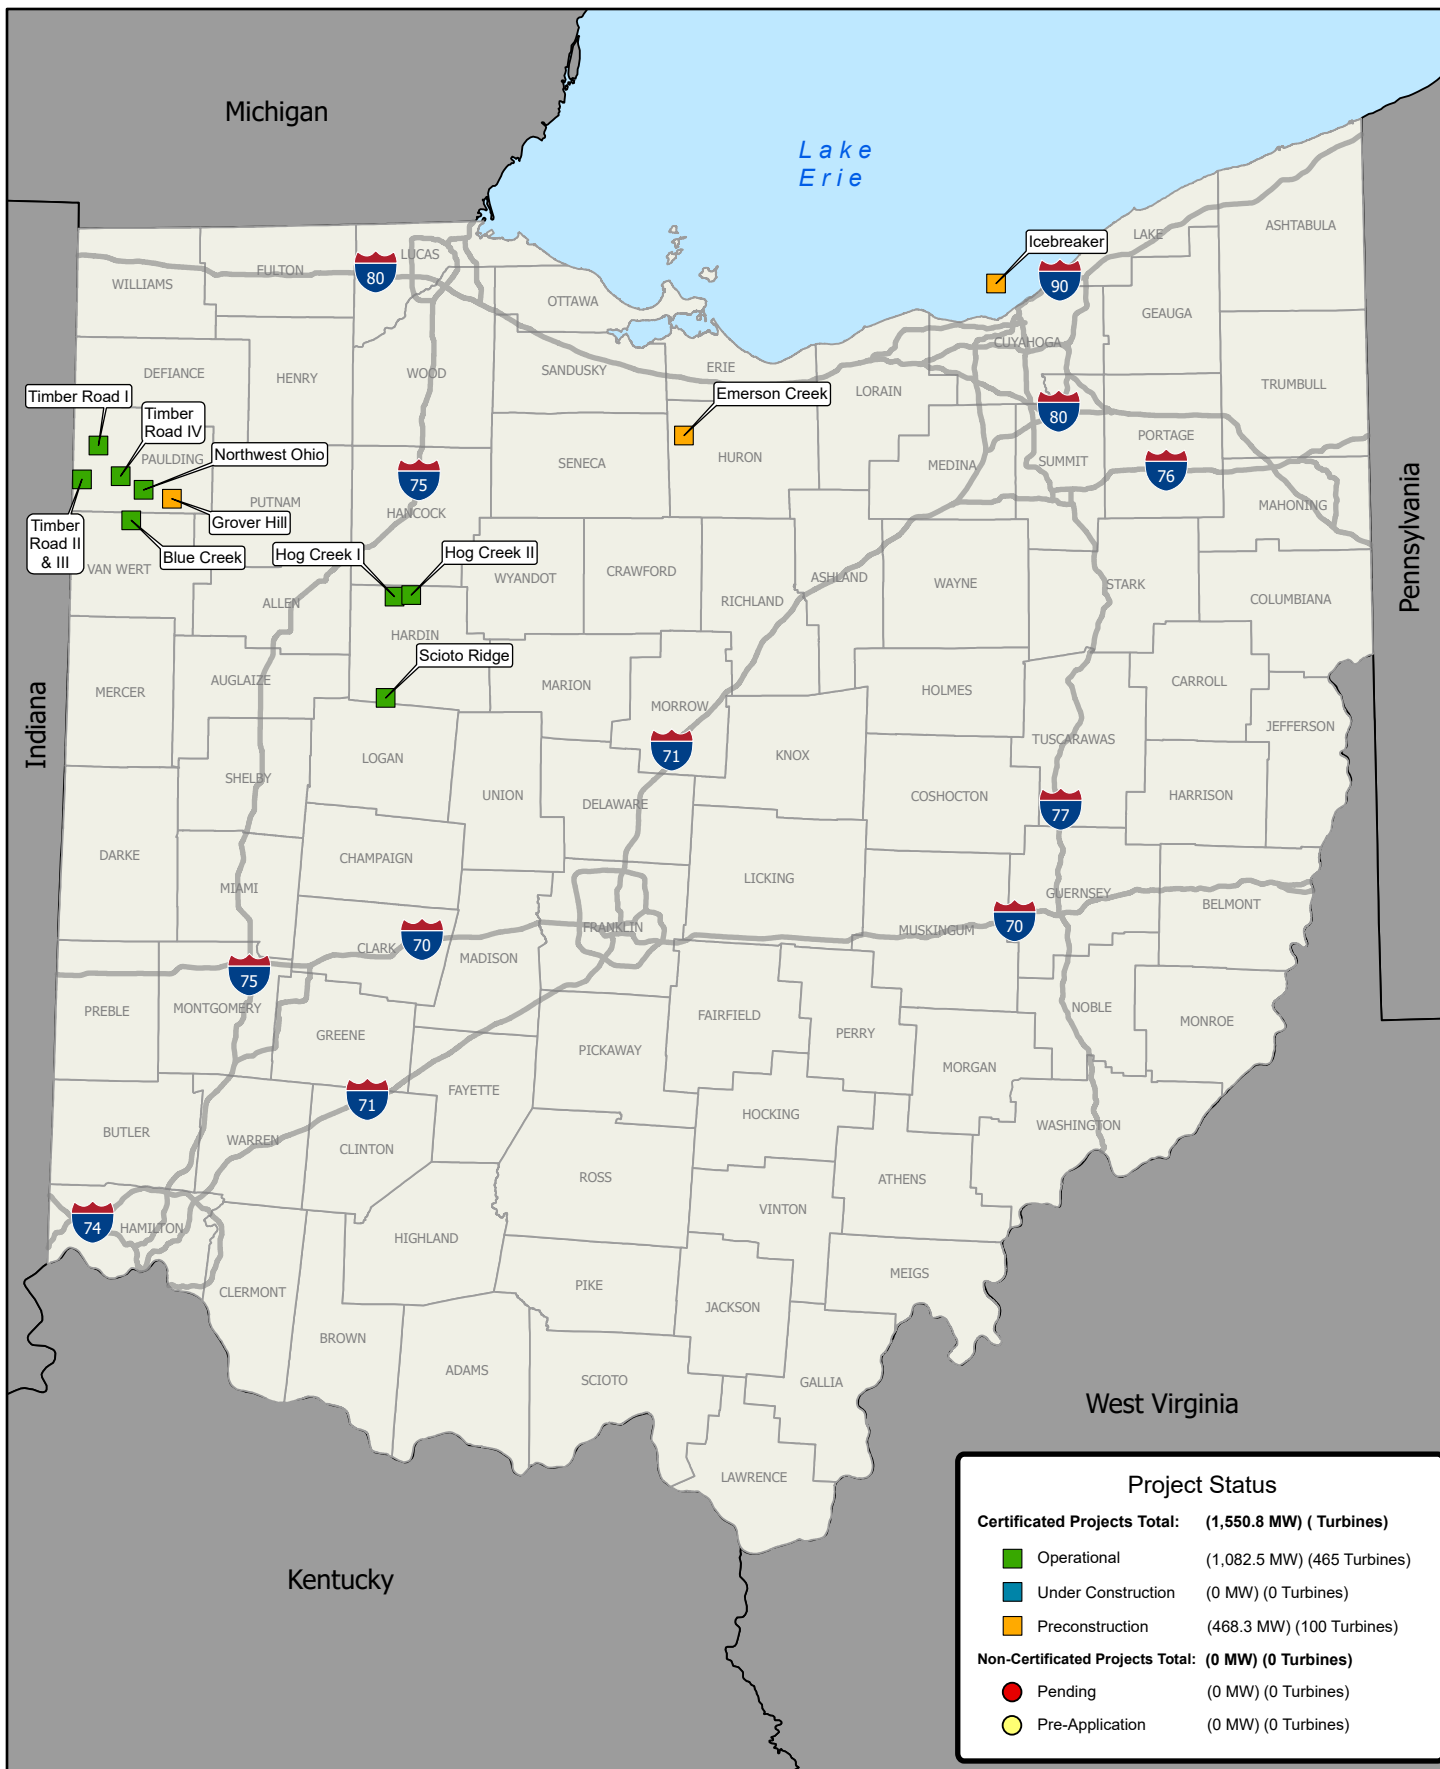 Michigan
Lake
Erie
Icebreaker
LAKE
ASHTABULA
90
LUCAS
FULTON
80
WILLIAMS
OTTAWA
GEAUGA
CUYAHOGA
ERIE
SANDUSKY
WOOD
DEFIANCE
HENRY
LORAIN
TRUMBULL
Timber Road I
Emerson Creek
80
Timber
Road IV
PORTAGE
Northwest Ohio
PAULDING
SENECA
HURON
MEDINA
SUMMIT
76
75
PUTNAM
HANCOCK
MAHONING
Grover Hill
Timber
Road II
& III
Blue Creek
Hog Creek I
Hog Creek II
VAN WERT
WYANDOT
CRAWFORD
ASHLAND
WAYNE
STARK
Pennsylvania
ALLEN
RICHLAND
COLUMBIANA
HARDIN
Scioto Ridge
AUGLAIZE
MARION
HOLMES
CARROLL
MERCER
MORROW
Indiana
JEFFERSON
TUSCARAWAS
71
LOGAN
KNOX
SHELBY
UNION
DELAWARE
COSHOCTON
HARRISON
77
DARKE
CHAMPAIGN
MIAMI
LICKING
GUERNSEY
BELMONT
FRANKLIN
MUSKINGUM
70
CLARK
70
MADISON
75
PREBLE
MONTGOMERY
NOBLE
FAIRFIELD
MONROE
GREENE
PERRY
PICKAWAY
MORGAN
FAYETTE
71
HOCKING
BUTLER
WARREN
CLINTON
WASHINGTON
ROSS
ATHENS
VINTON
74
HAMILTON
HIGHLAND
MEIGS
CLERMONT
PIKE
JACKSON
BROWN
ADAMS
SCIOTO
GALLIA
West Virginia
LAWRENCE
Kentucky
Project Status
Certificated Projects Total: (1,550.8 MW) ( Turbines)
Operational (1,082.5 MW) (465 Turbines)
Under Construction (0 MW) (0 Turbines)
Preconstruction (468.3 MW) (100 Turbines)
Non-Certificated Projects Total: (0 MW) (0 Turbines)
Pending (0 MW) (0 Turbines)
Pre-Application (0 MW) (0 Turbines)